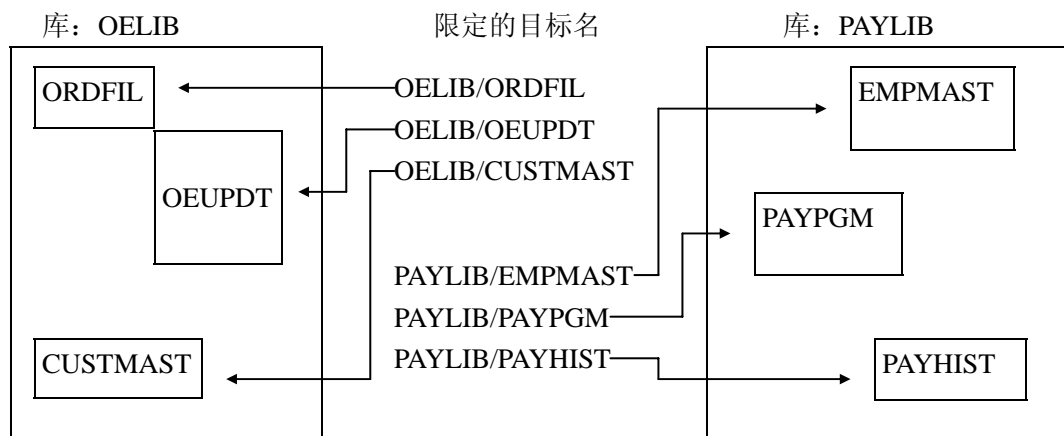 库：OELIB
限定的目标名
库：PAYLIB
ORDFIL
OEUPDT
CUSTMAST
OELIB/ORDFIL
OELIB/OEUPDT
OELIB/CUSTMAST
PAYLIB/EMPMAST
PAYLIB/PAYPGM
PAYLIB/PAYHIST
EMPMAST
PAYPGM
PAYHIST